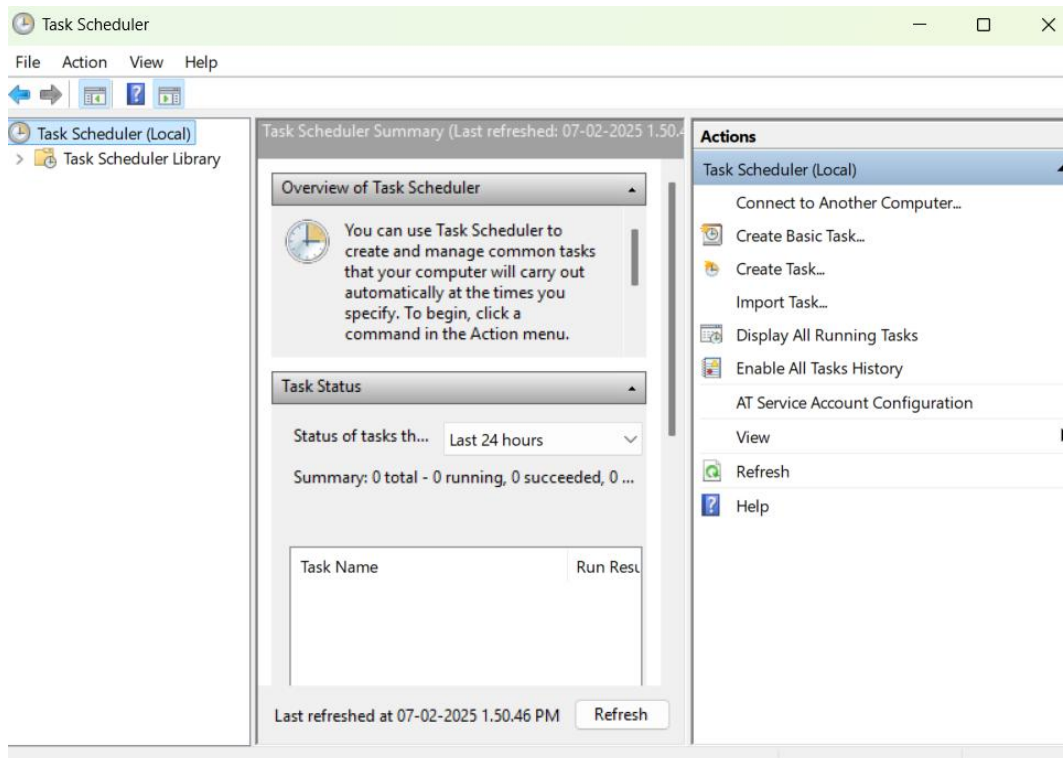 Task Scheduler
File Action View Help
Task Scheduler (Local)
Task Scheduler Library
Task Scheduler Summary (Last refreshed: 07-02-2025 1.50.4
Overview of Task Scheduler
You can use Task Scheduler to
create and manage common tasks
that your computer will carry out
automatically at the times you
specify. To begin, click a
command in the Action menu.
Task Status
Status of tasks th... Last 24 hours
Summary: 0 total - 0 running, 0 succeeded, 0 ...
Task Name Run Resu
Last refreshed at 07-02-2025 1.50.46 PM Refresh
Actions
Task Scheduler (Local)
Connect to Another Computer...
Create Basic Task...
Create Task...
Import Task...
Display All Running Tasks
Enable All Tasks History
AT Service Account Configuration
View
Refresh
Help